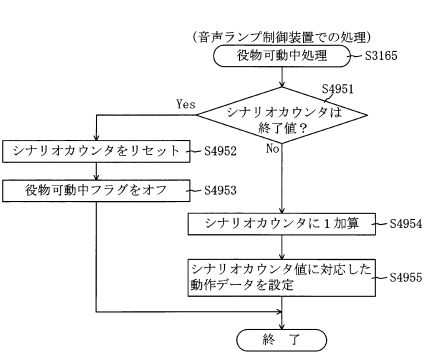 (音声ランプ制御装置での処理)
役物可動中処理 S3165
S4951
シナリオカウンタは
終了値?
Yes
No
シナリオカウンタをリセット S4952
役物可動中フラグをオフ S4953
シナリオカウンタに1加算 S4954
シナリオカウンタ値に対応した
動作データを設定 S4955
終 了